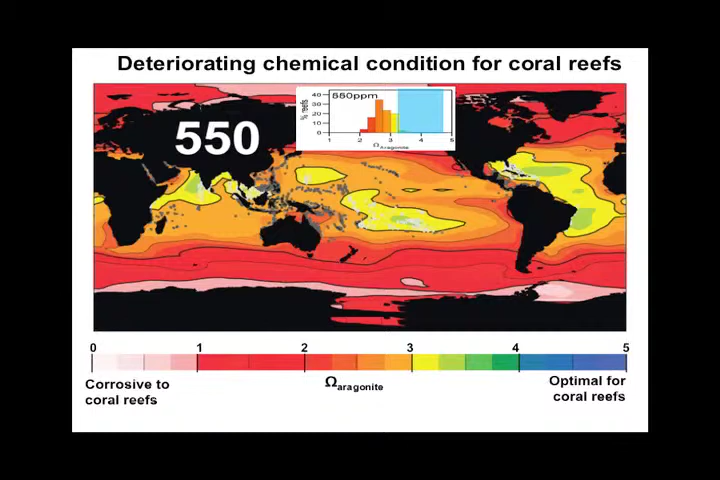 Deteriorating chemical condition for coral reefs
550
550ppm
% reefs
40
30
20
10
0
1 2 3 4 5
ΩAragonite
0 1 2 3 4 5
Corrosive to
coral reefs
Ωaragonite
Optimal for
coral reefs